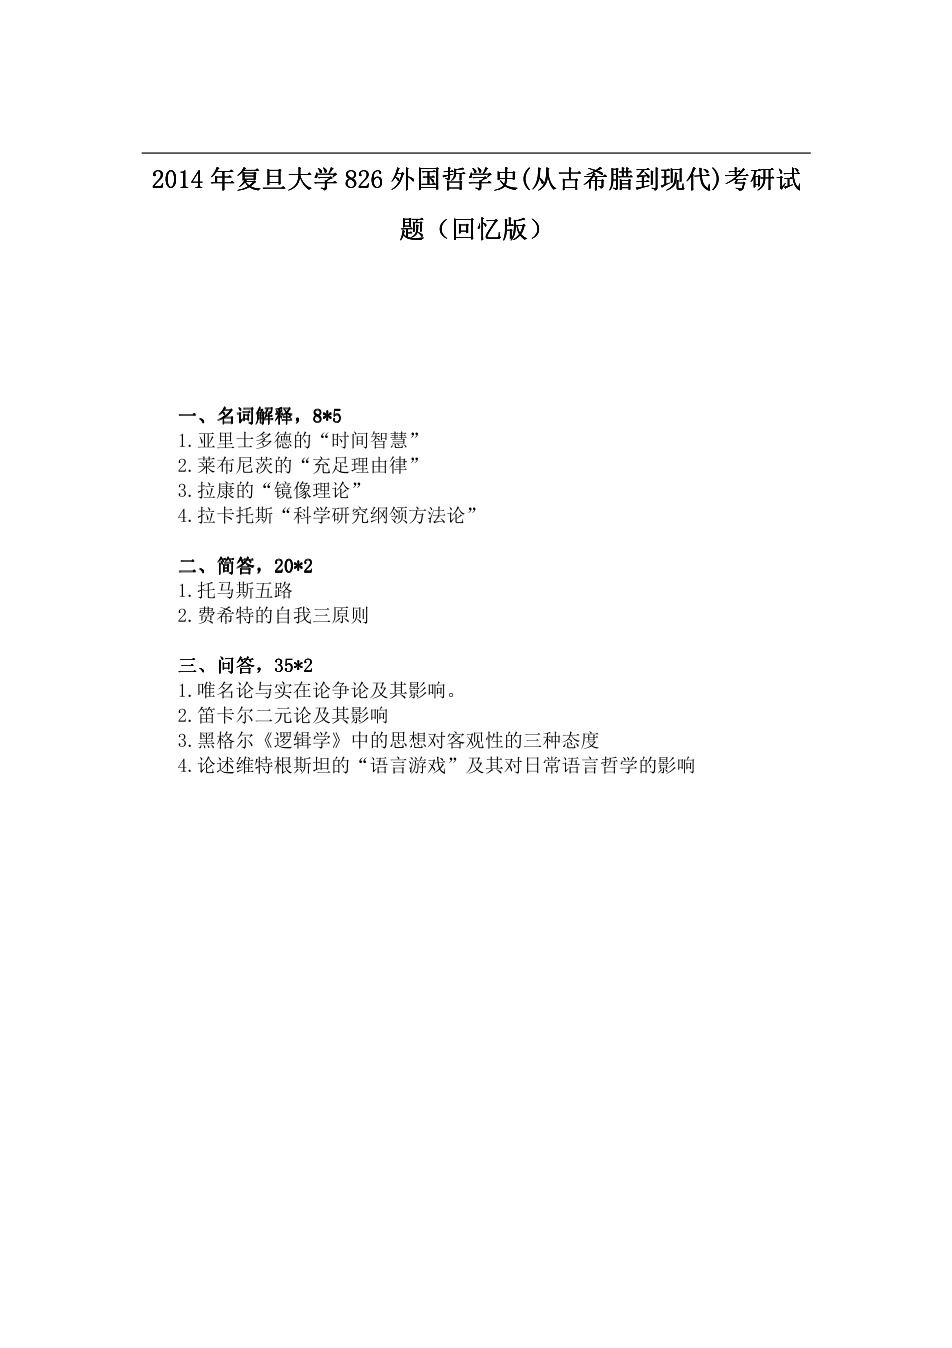 2014年复旦大学826外国哲学史(从古希腊到现代)考研试
题（回忆版）
一、名词解释，8*5
1.亚里士多德的“时间智慧”
2.莱布尼茨的“充足理由律”
3.拉康的“镜像理论”
4.拉卡托斯“科学研究纲领方法论”
二、简答，20*2
1.托马斯五路
2.费希特的自我三原则
三、问答，35*2
1.唯名论与实在论争论及其影响。
2.笛卡尔二元论及其影响
3.黑格尔《逻辑学》中的思想对客观性的三种态度
4.论述维特根斯坦的“语言游戏”及其对日常语言哲学的影响